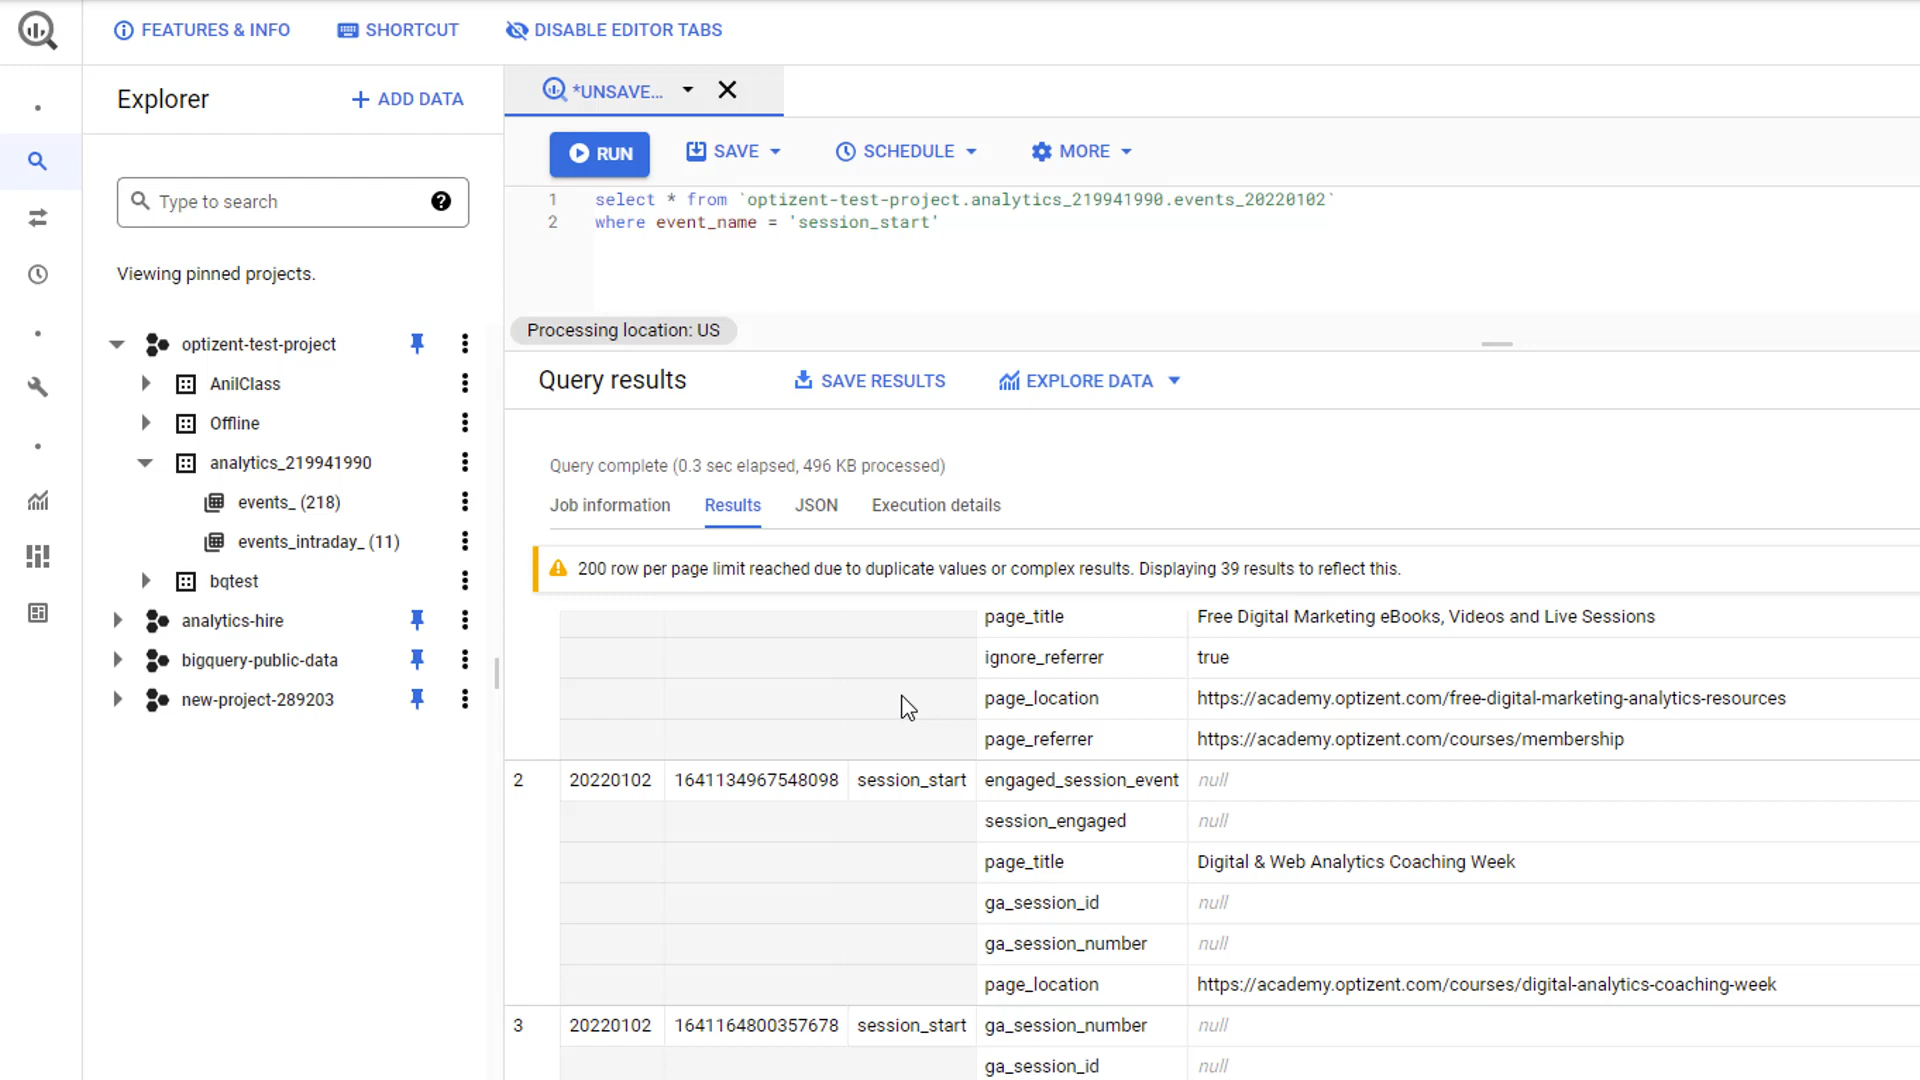 FEATURES & INFO
SHORTCUT
DISABLE EDITOR TABS
Explorer
ADD DATA
*UNSAVE...
RUN
SAVE
SCHEDULE
MORE
Type to search
Viewing pinned projects.
optizent-test-project
AnilClass
Offline
analytics_219941990
events_ (218)
events_intraday_ (11)
bqtest
analytics-hire
bigquery-public-data
new-project-289203
1 select * from `optizent-test-project.analytics_219941990.events_20220102`
2 where event_name = 'session_start'
Processing location: US
Query results
SAVE RESULTS
EXPLORE DATA
Query complete (0.3 sec elapsed, 496 KB processed)
Job information
Results
JSON
Execution details
200 row per page limit reached due to duplicate values or complex results. Displaying 39 results to reflect this.
page_title Free Digital Marketing eBooks, Videos and Live Sessions
ignore_referrer true
page_location https://academy.optizent.com/free-digital-marketing-analytics-resources
page_referrer https://academy.optizent.com/courses/membership
2 20220102 1641134967548098 session_start engaged_session_event null
session_engaged null
page_title Digital & Web Analytics Coaching Week
ga_session_id null
ga_session_number null
page_location https://academy.optizent.com/courses/digital-analytics-coaching-week
3 20220102 1641164800357678 session_start ga_session_number null
ga_session_id null